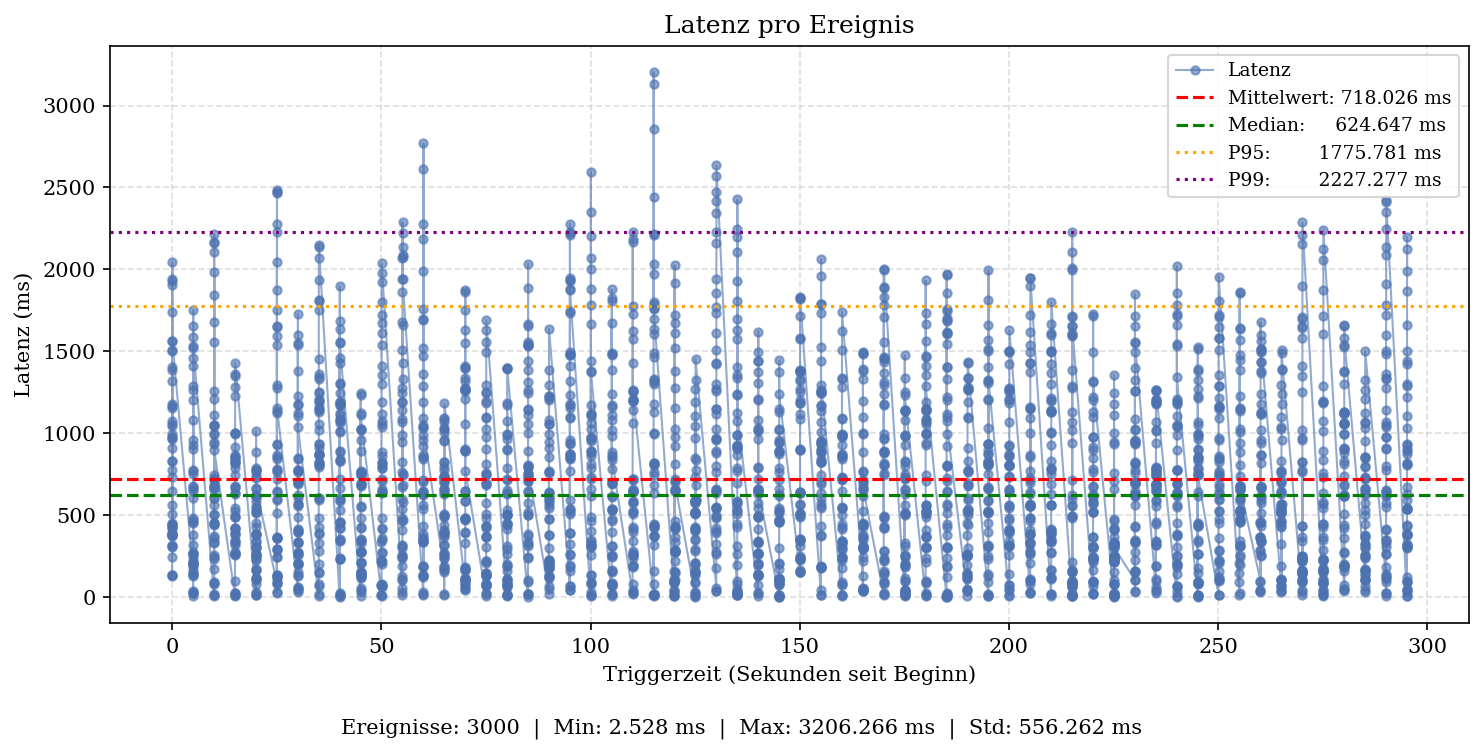 Latenz pro Ereignis
Latenz (ms)
3000
2500
2000
1500
1000
500
0
Latenz
Mittelwert: 718.026 ms
Median: 624.647 ms
P95: 1775.781 ms
P99: 2227.277 ms
0 50 100 150 200 250 300
Triggerzeit (Sekunden seit Beginn)
Ereignisse: 3000 | Min: 2.528 ms | Max: 3206.266 ms | Std: 556.262 ms